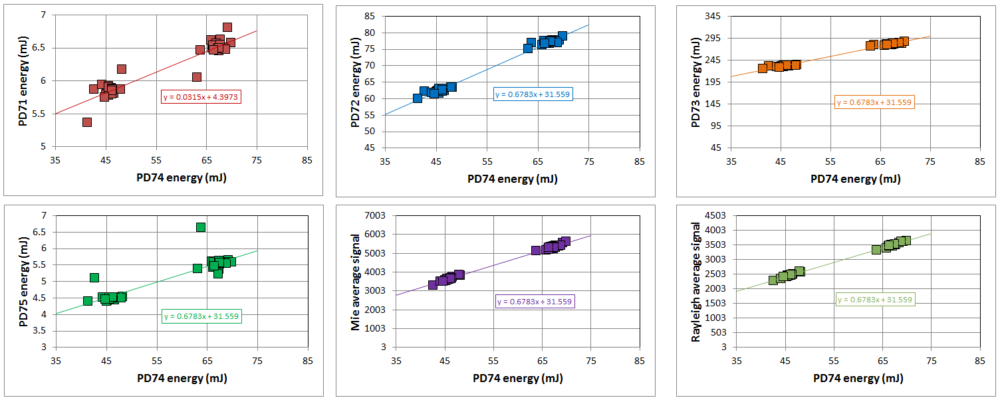 PD71 energy (mJ)
7
6.5
6
5.5
5
y = 0.0315x + 4.3973
35 45 55 65 75 85
PD74 energy (mJ)
PD72 energy (mJ)
85
80
75
70
65
60
55
50
45
y = 0.6783x + 31.559
35 45 55 65 75 85
PD74 energy (mJ)
PD73 energy (mJ)
345
295
245
195
145
95
45
y = 0.6783x + 31.559
35 45 55 65 75 85
PD74 energy (mJ)
PD75 energy (mJ)
7
6.5
6
5.5
5
4.5
4
3.5
3
y = 0.6783x + 31.559
35 45 55 65 75 85
PD74 energy (mJ)
Mie average signal
7003
6003
5003
4003
3003
2003
1003
3
y = 0.6783x + 31.559
35 45 55 65 75 85
PD74 energy (mJ)
Rayleigh average signal
4503
4003
3503
3003
2503
2003
1503
1003
503
3
y = 0.6783x + 31.559
35 45 55 65 75 85
PD74 energy (mJ)